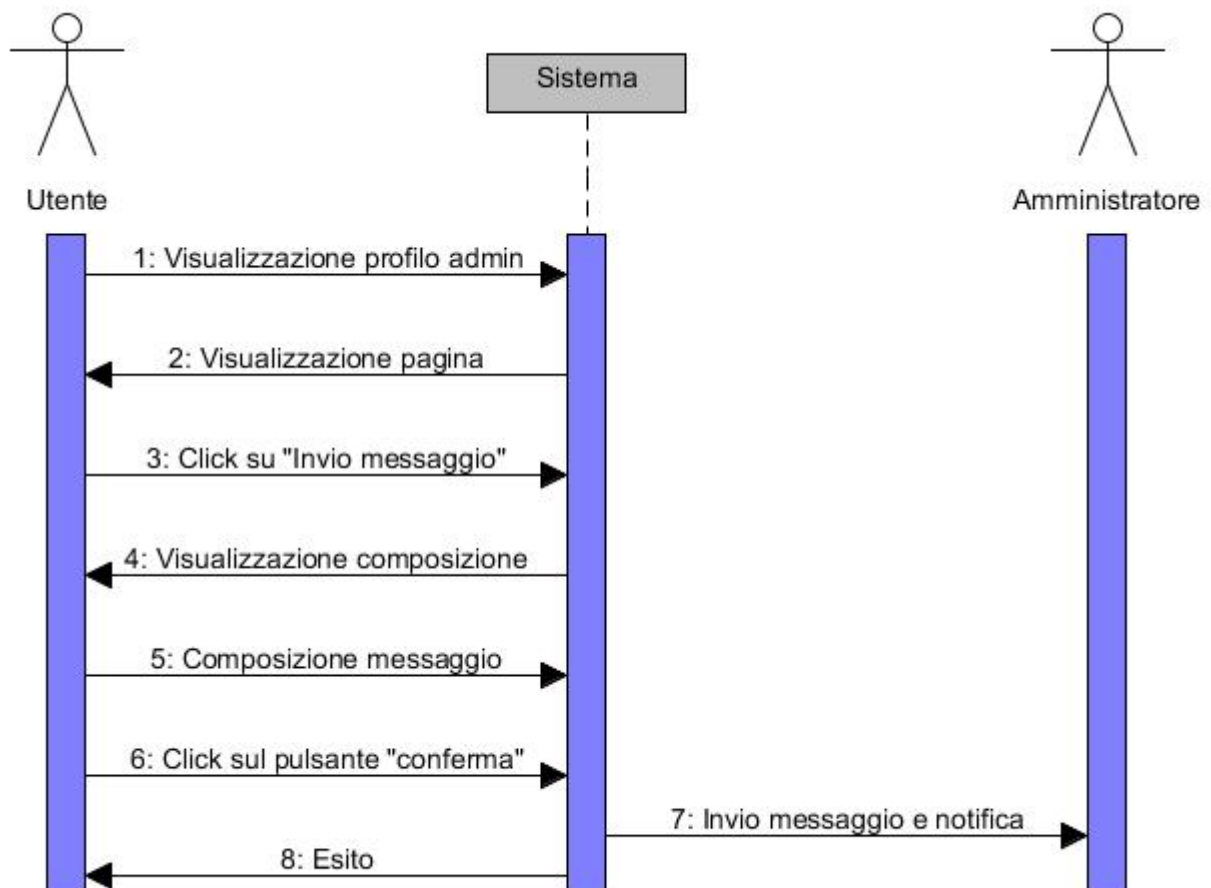 Sistema
Utente
Amministratore
1: Visualizzazione profilo admin
2: Visualizzazione pagina
3: Click su "Invio messaggio"
4: Visualizzazione composizione
5: Composizione messaggio
6: Click sul pulsante "conferma"
7: Invio messaggio e notifica
8: Esito